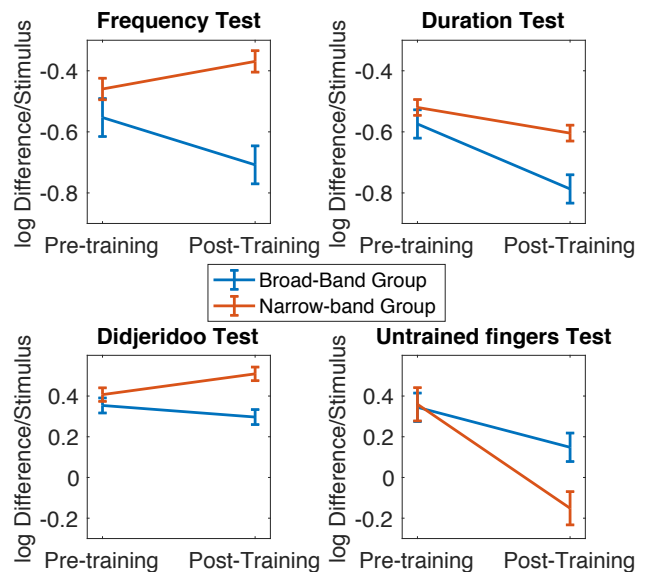 Frequency Test
log Difference/Stimulus
-0.4
-0.6
-0.8
Pre-training Post-Training
Duration Test
log Difference/Stimulus
-0.4
-0.6
-0.8
Pre-training Post-Training
Broad-Band Group
Narrow-band Group
Didjeridoo Test
log Difference/Stimulus
0.4
0.2
0
-0.2
Pre-training Post-Training
Untrained fingers Test
log Difference/Stimulus
0.4
0.2
0
-0.2
Pre-training Post-Training